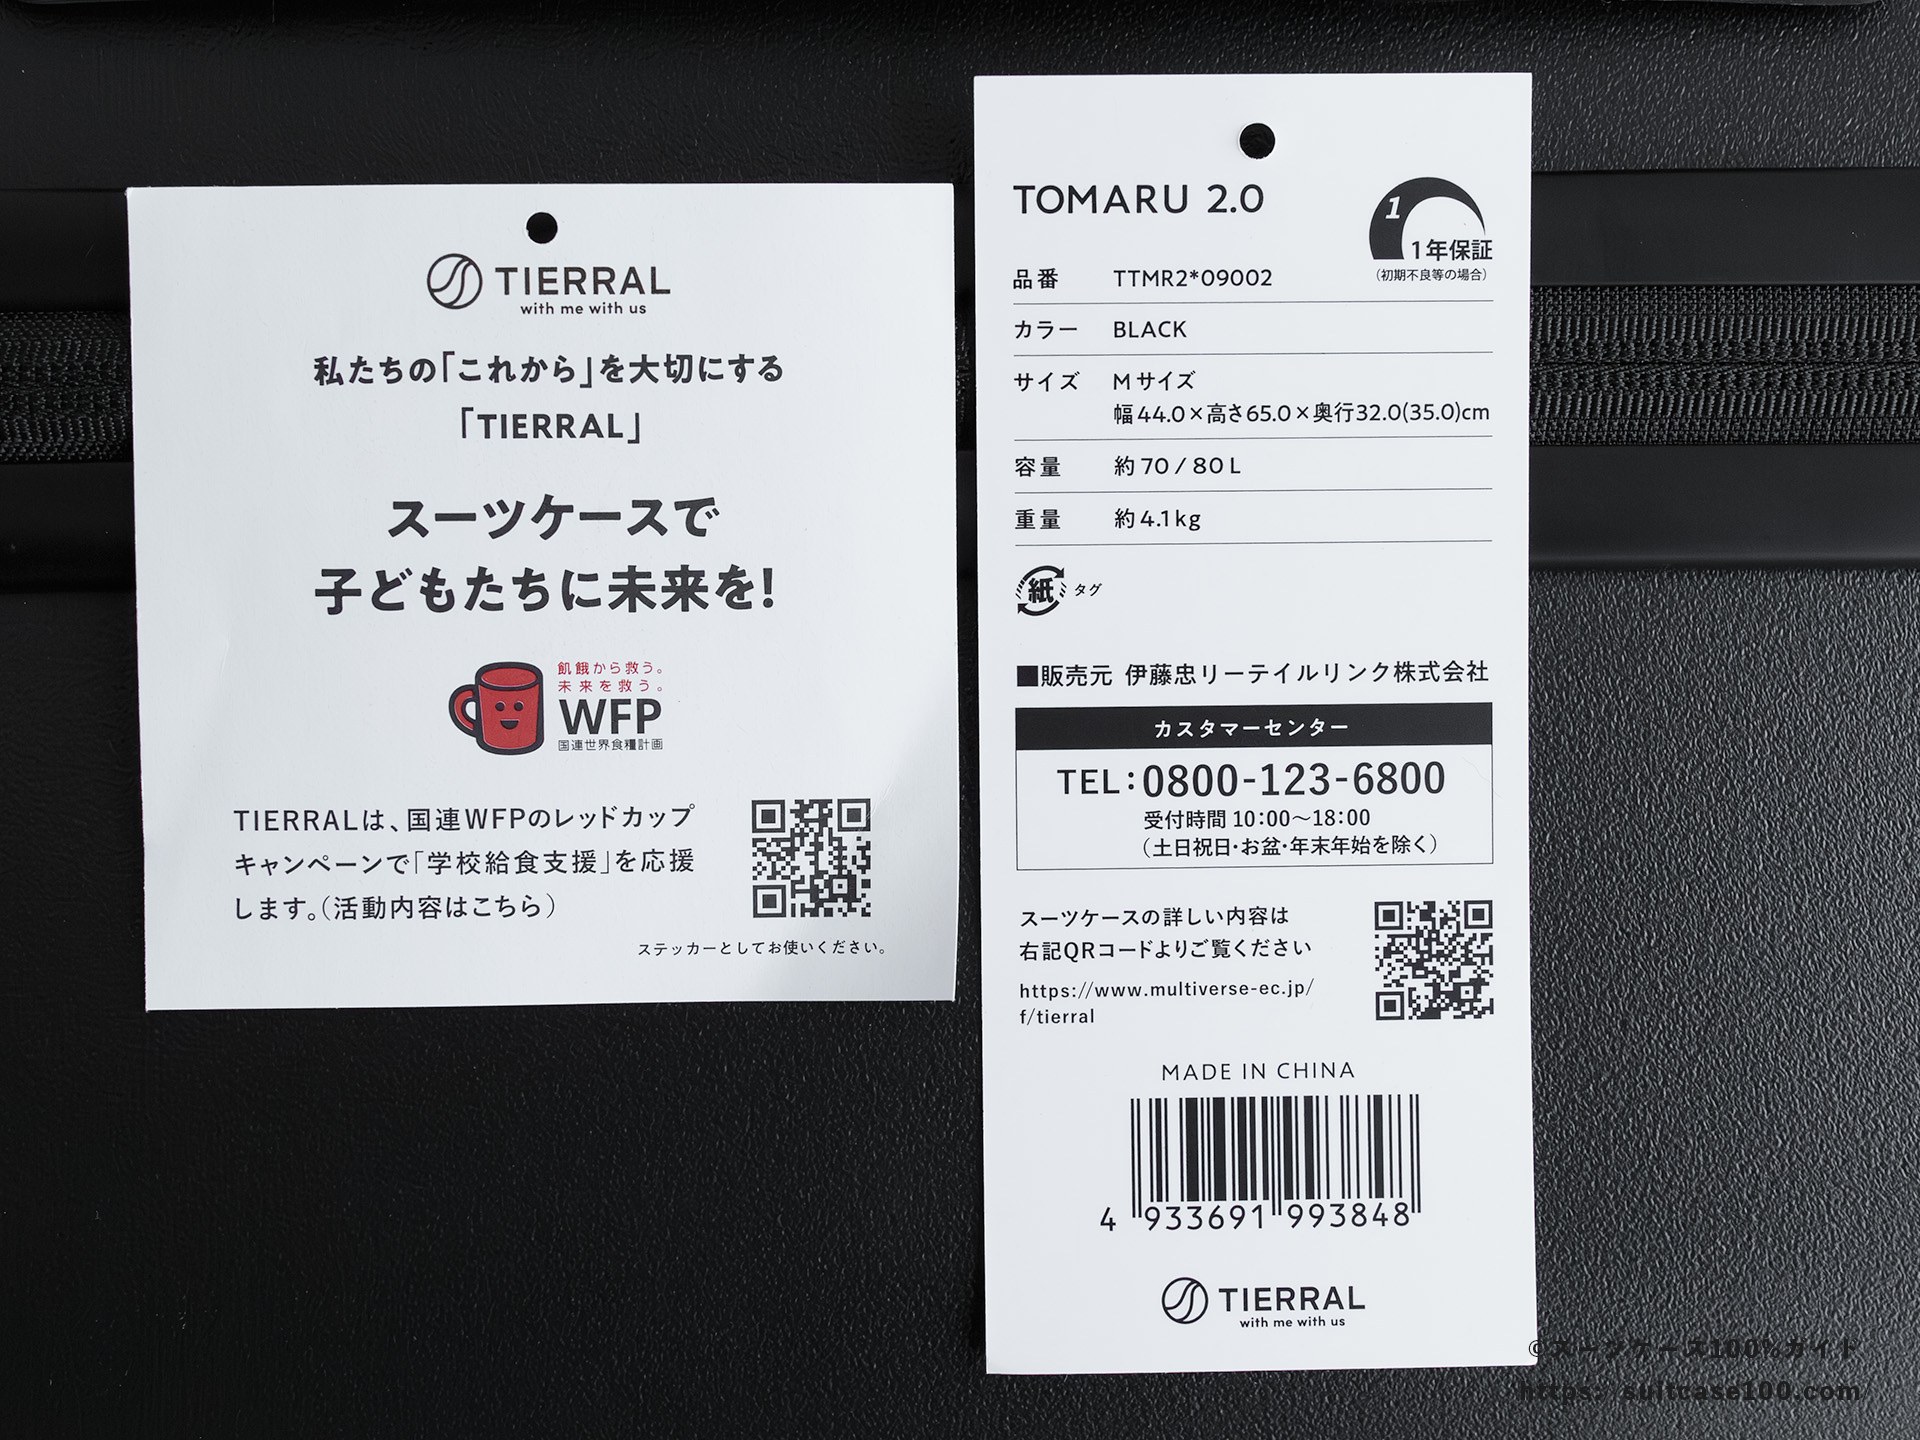 TIERRAL
with me with us
私たちの「これから」を大切にする
「TIERRAL」
スーツケースで
子どもたちに未来を!
飢餓から救う。
未来を救う。
WFP
国連世界食糧計画
TIERRALは、国連WFPのレッドカップ
キャンペーンで「学校給食支援」を応援
します。(活動内容はこちら)
ステッカーとしてお使いください。
TOMARU 2.0
1
1年保証
(初期不良等の場合)
品番 TTMR2*09002
カラー BLACK
サイズ Mサイズ
幅44.0×高さ65.0×奥行32.0(35.0)cm
容量 約70/80L
重量 約4.1kg
紙 タグ
■販売元 伊藤忠リーテイルリンク株式会社
カスタマーセンター
TEL:0800-123-6800
受付時間 10:00〜18:00
(土日祝日・お盆・年末年始を除く)
スーツケースの詳しい内容は
右記QRコードよりご覧ください
https://www.multiverse-ec.jp/
f/tierral
MADE IN CHINA
4 933691 993848
TIERRAL
with me with us
©スーツケース100%ガイド
https://suitcase100.com